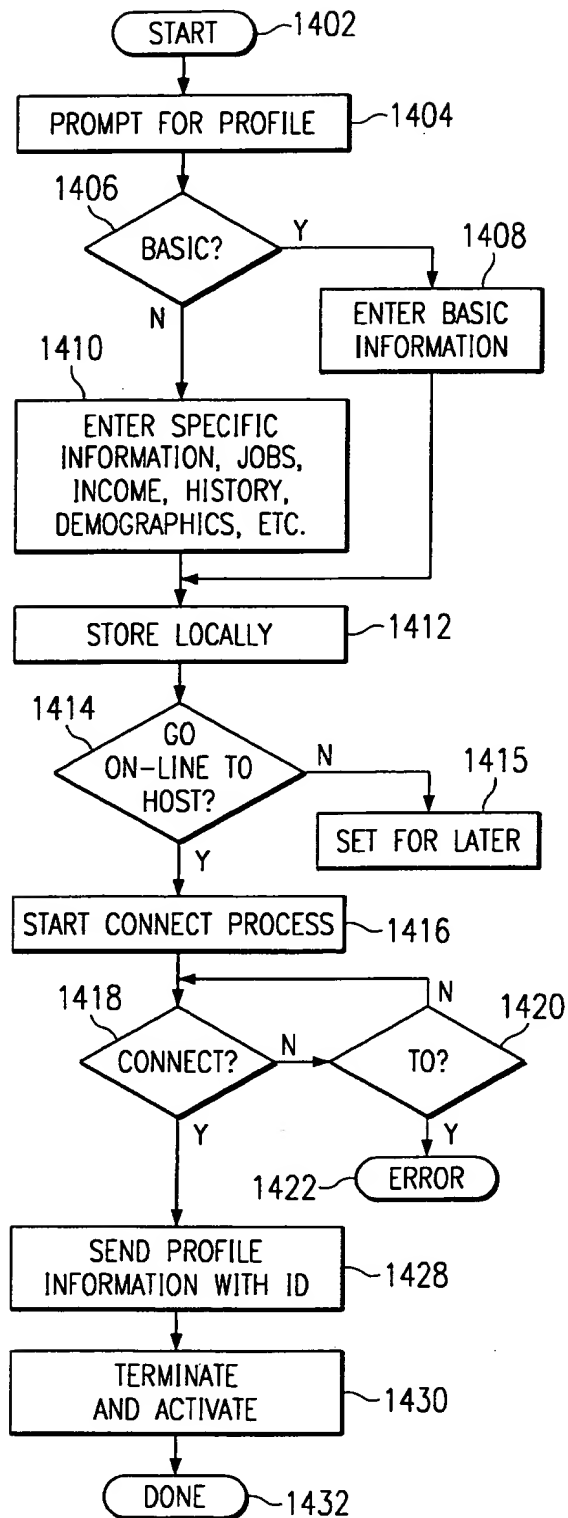 START
1402
PROMPT FOR PROFILE
1404
1406
BASIC?
Y
N
1408
ENTER BASIC
INFORMATION
1410
ENTER SPECIFIC
INFORMATION, JOBS,
INCOME, HISTORY,
DEMOGRAPHICS, ETC.
STORE LOCALLY
1412
1414
GO
ON-LINE TO
HOST?
N
Y
1415
SET FOR LATER
START CONNECT PROCESS
1416
1418
CONNECT?
N
Y
N
1420
TO?
Y
1422
ERROR
SEND PROFILE
INFORMATION WITH ID
1428
TERMINATE
AND ACTIVATE
1430
DONE
1432